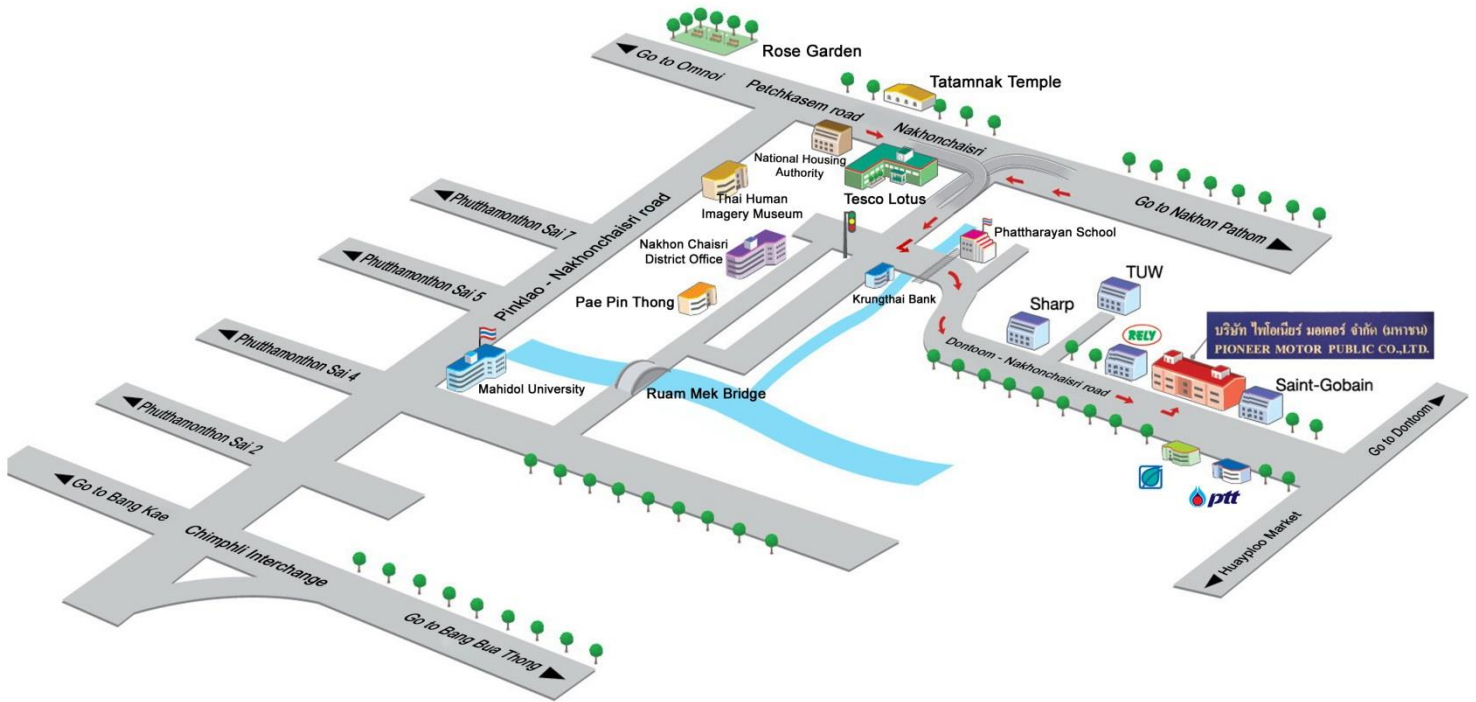 Rose Garden
Go to Omnoi
Petchkasem road
Nakhonchaisri
Tatamnak Temple
National Housing
Authority
Tesco Lotus
Thai Human
Imagery Museum
Go to Nakhon Pathom
Phutthamonthon Sai 7
Pinklao - Nakhonchaisri road
Nakhon Chaisri
District Office
Phattharayan School
Phutthamonthon Sai 5
Pae Pin Thong
Krungthai Bank
TUW
Sharp
RELY
บริษัท ไพโอเนียร์ มอเตอร์ จำกัด (มหาชน)
PIONEER MOTOR PUBLIC CO.,LTD.
Phutthamonthon Sai 4
Mahidol University
Ruam Mek Bridge
Dontoom - Nakhonchaisri road
Saint-Gobain
Phutthamonthon Sai 2
Go to Dontoom
Go to Bang Kae
ptt
Chimphli Interchange
Huayploo Market
Go to Bang Bua Thong